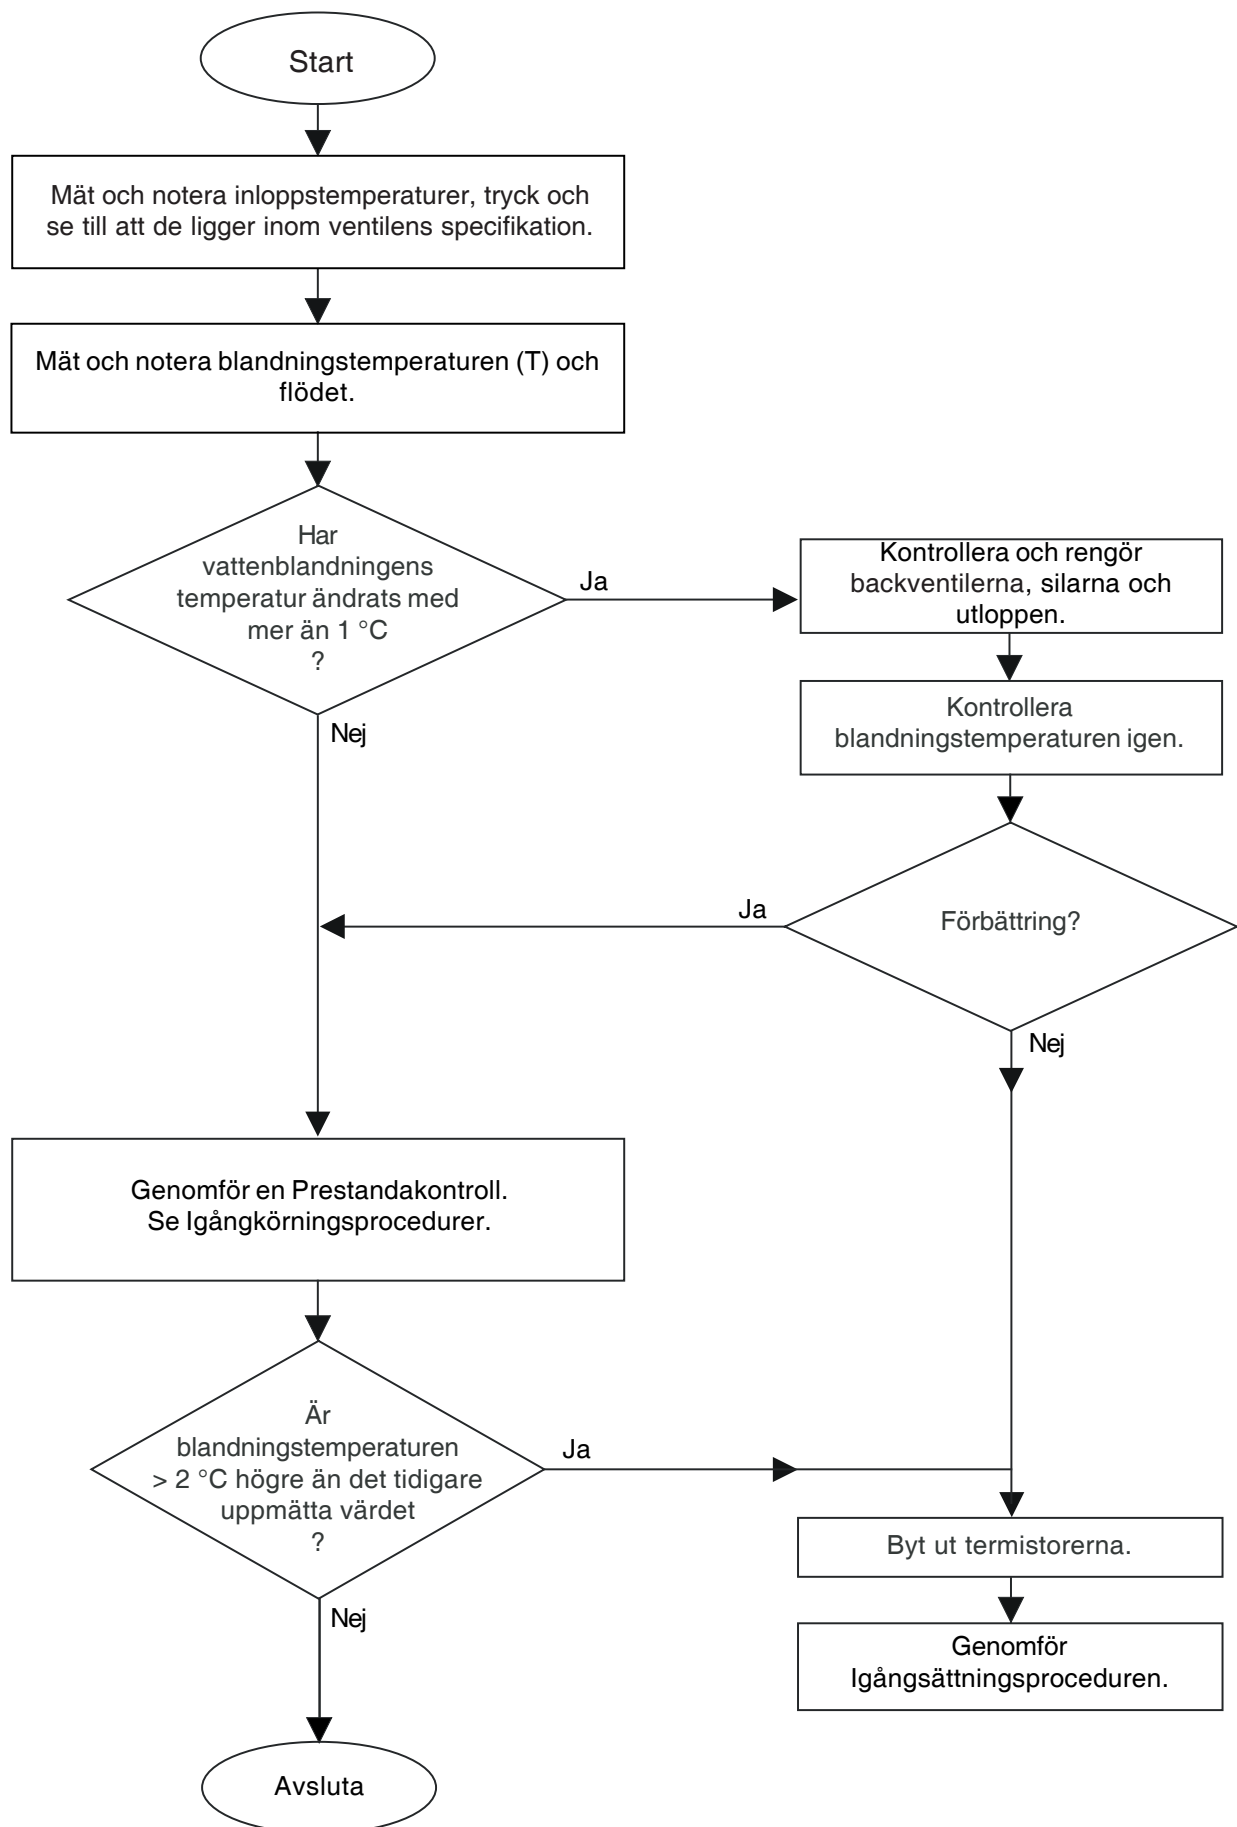 Start
Mät och notera inloppstemperaturer, tryck och
se till att de ligger inom ventilens specifikation.
Mät och notera blandningstemperaturen (T) och
flödet.
Har
vattenblandningens
temperatur ändrats med
mer än 1 °C
?
Ja
Nej
Kontrollera och rengör
backventilerna, silarna och
utloppen.
Kontrollera
blandningstemperaturen igen.
Förbättring?
Ja
Nej
Genomför en Prestandakontroll.
Se Igångkörningsprocedurer.
Är
blandningstemperaturen
> 2 °C högre än det tidigare
uppmätta värdet
?
Ja
Nej
Byt ut termistorerna.
Genomför
Igångsättningsproceduren.
Avsluta